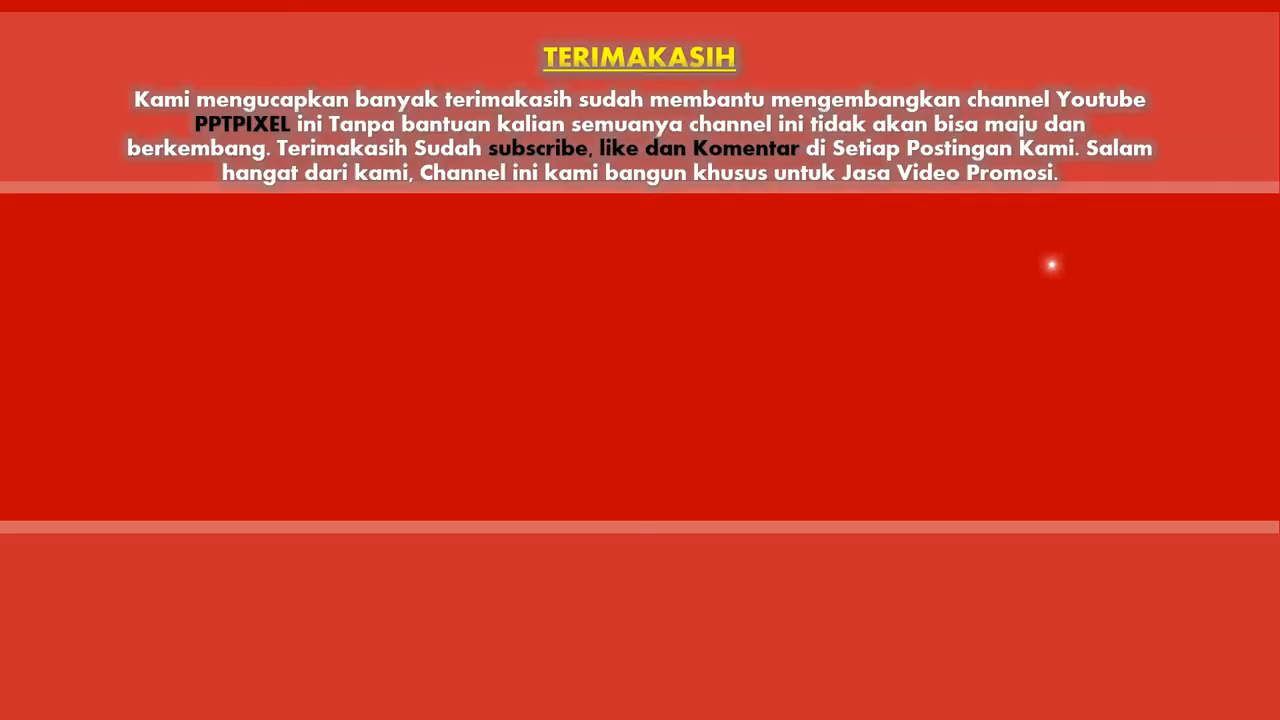 TERIMAKASIH
Kami mengucapkan banyak terimakasih sudah membantu mengembangkan channel Youtube
PPTPIXEL ini Tanpa bantuan kalian semuanya channel ini tidak akan bisa maju dan
berkembang. Terimakasih Sudah subscribe, like dan Komentar di Setiap Postingan Kami. Salam
hangat dari kami, Channel ini kami bangun khusus untuk Jasa Video Promosi.